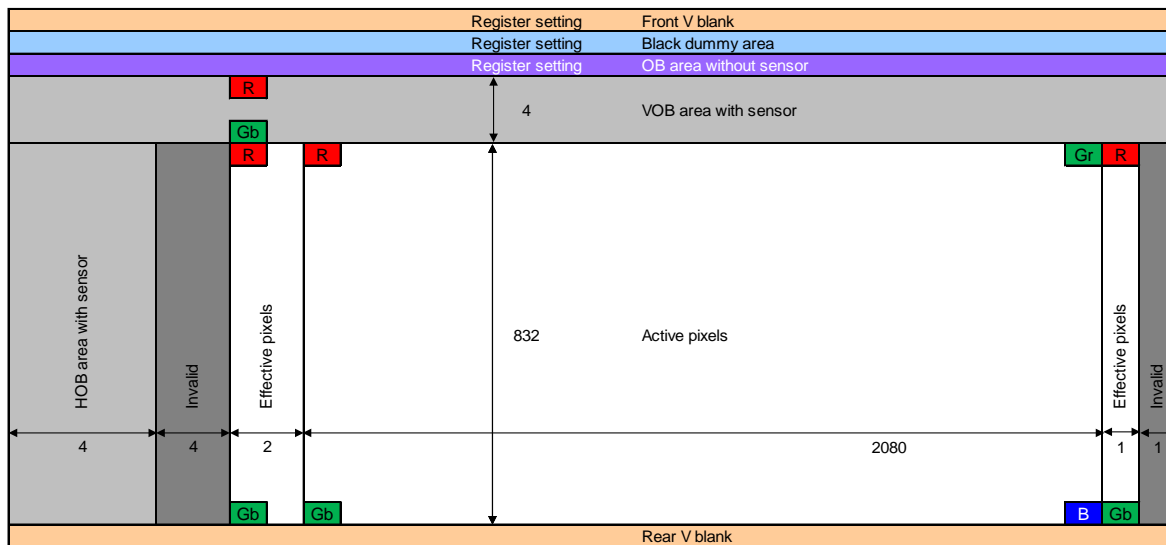 Register setting Front V blank
Register setting Black dummy area
Register setting OB area without sensor
R
4 VOB area with sensor
Gb
R R Gr R
HOB area with sensor
Invalid
Effective pixels
832 Active pixels
Effective pixels
Invalid
4 4 2 2080 1 1
Gb Gb B Gb
Rear V blank